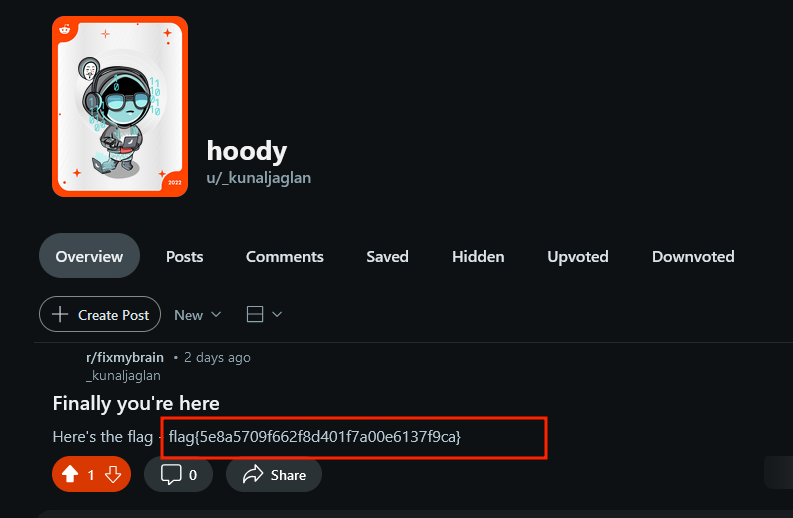 2022
hoody
u/_kunaljaglan
Overview Posts Comments Saved Hidden Upvoted Downvoted
Create Post New
r/fixmybrain • 2 days ago
_kunaljaglan
Finally you're here
Here's the flag - flag{5e8a5709f662f8d401f7a00e6137f9ca}
1 0 Share